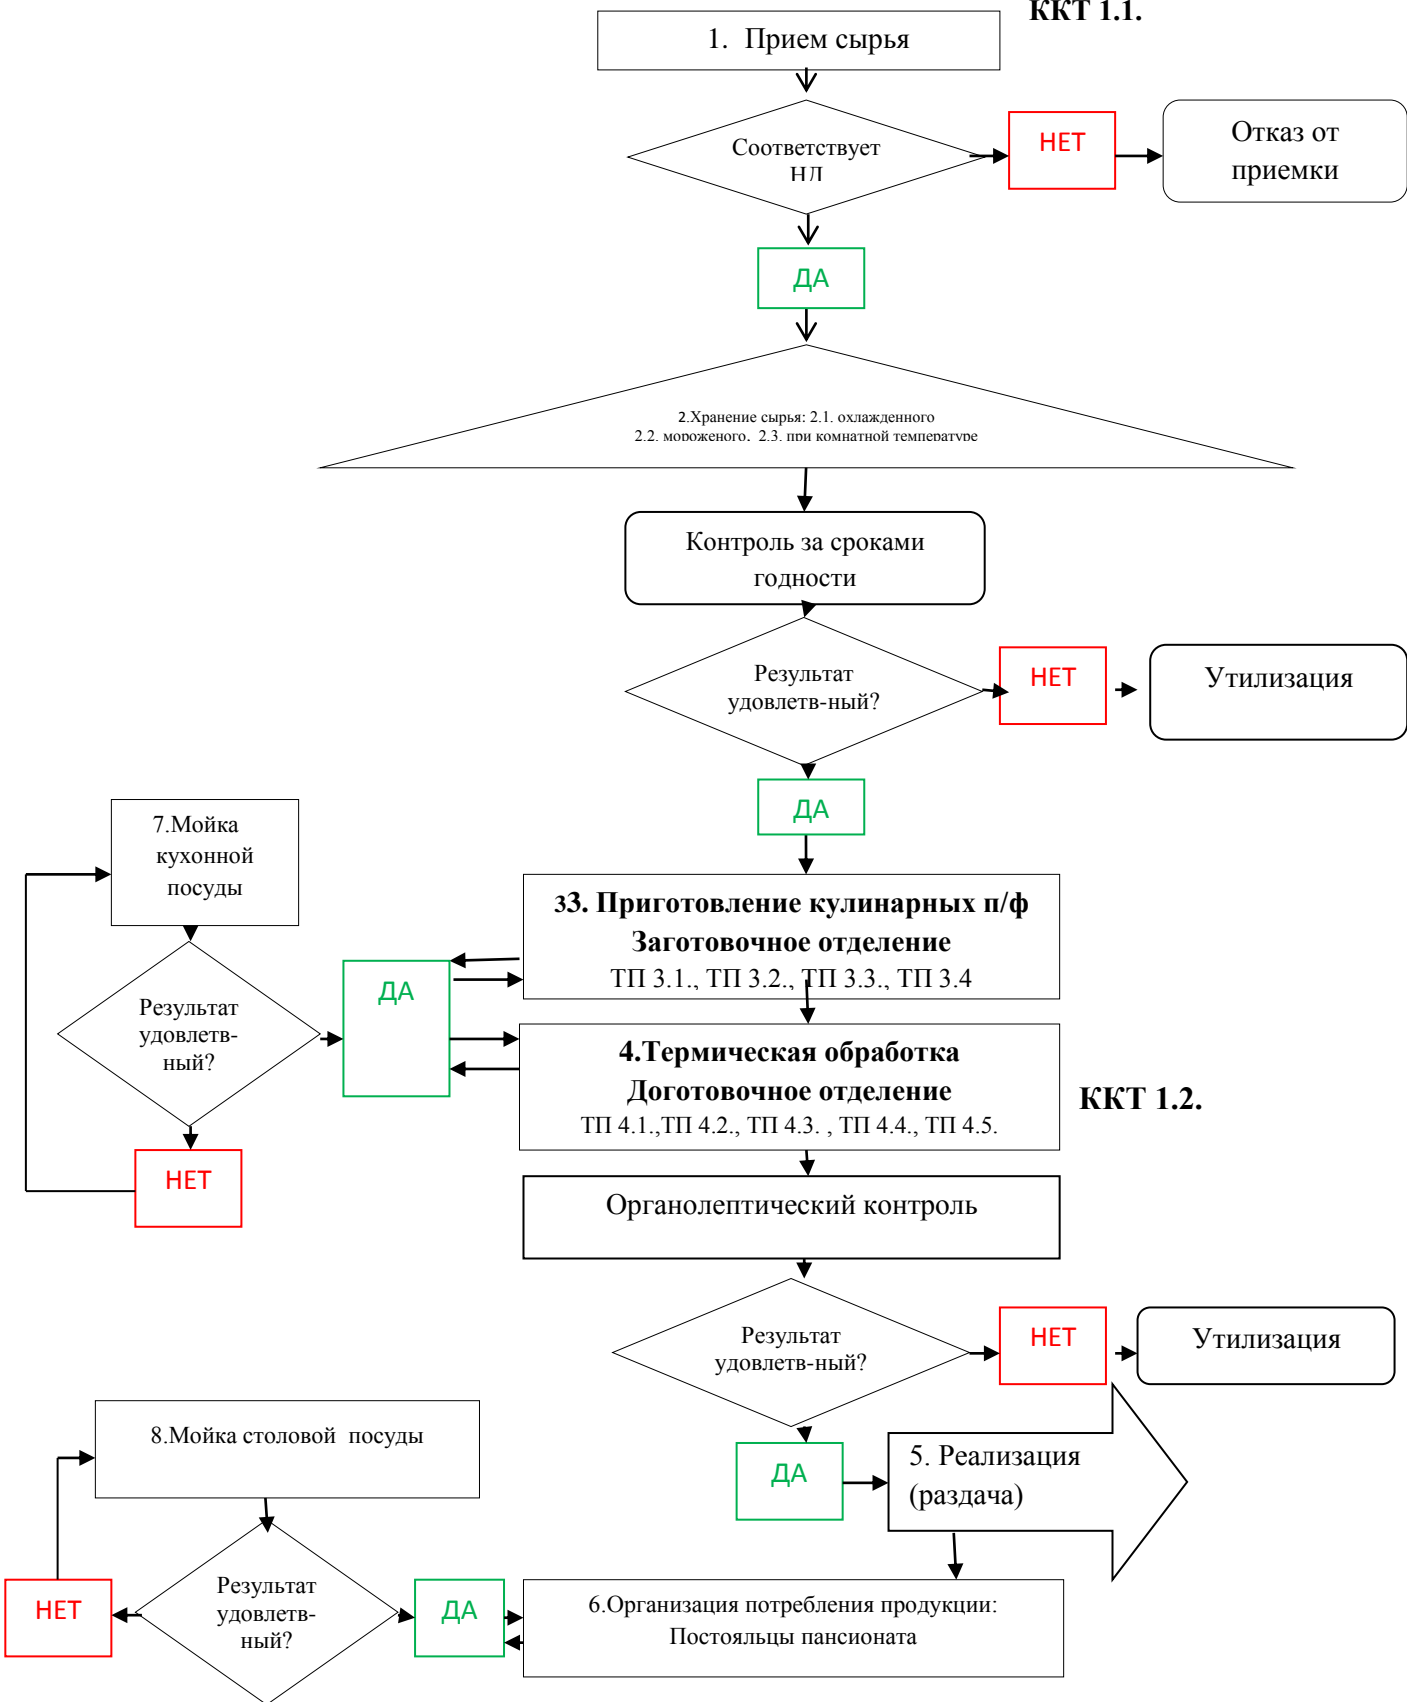 ККТ 1.1.
1. Прием сырья
Соответствует
НД
НЕТ
Отказ от
приемки
ДА
2.Хранение сырья: 2.1. охлажденного
2.2. мороженого, 2.3. при комнатной температуре
Контроль за сроками
годности
Результат
удовлетв-ный?
НЕТ
Утилизация
ДА
7.Мойка
кухонной
посуды
з3. Приготовление кулинарных п/ф
Заготовочное отделение
ТП 3.1., ТП 3.2., ТП 3.3., ТП 3.4
ДА
Результат
удовлетв-
ный?
4.Термическая обработка
Доготовочное отделение
ТП 4.1.,ТП 4.2., ТП 4.3. , ТП 4.4., ТП 4.5.
ККТ 1.2.
НЕТ
Органолептический контроль
Результат
удовлетв-ный?
НЕТ
Утилизация
8.Мойка столовой посуды
ДА
5. Реализация
(раздача)
Результат
удовлетв-
ный?
НЕТ
ДА
6.Организация потребления продукции:
Постояльцы пансионата